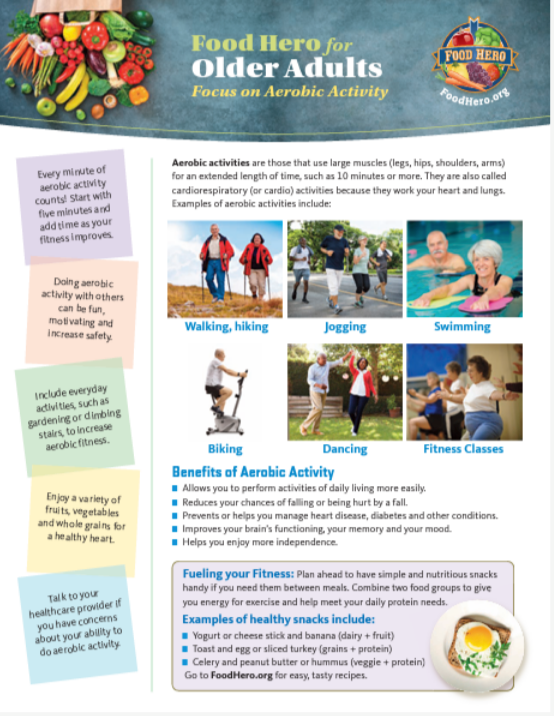 Food Hero for
Older Adults
Focus on Aerobic Activity
FOOD HERO
FoodHero.org
Every minute of
aerobic activity
counts! Start with
five minutes and
add time as your
fitness improves.
Doing aerobic
activity with others
can be fun,
motivating and
increase safety.
Include everyday
activities, such as
gardening or climbing
stairs, to increase
aerobic fitness.
Enjoy a variety of
fruits, vegetables
and whole grains for
a healthy heart.
Talk to your
healthcare provider if
you have concerns
about your ability to
do aerobic activity.
Aerobic activities are those that use large muscles (legs, hips, shoulders, arms)
for an extended length of time, such as 10 minutes or more. They are also called
cardiorespiratory (or cardio) activities because they work your heart and lungs.
Examples of aerobic activities include:
Walking, hiking
Jogging
Swimming
Biking
Dancing
Fitness Classes
Benefits of Aerobic Activity
Allows you to perform activities of daily living more easily.
Reduces your chances of falling or being hurt by a fall.
Prevents or helps you manage heart disease, diabetes and other conditions.
Improves your brain's functioning, your memory and your mood.
Helps you enjoy more independence.
Fueling your Fitness: Plan ahead to have simple and nutritious snacks
handy if you need them between meals. Combine two food groups to give
you energy for exercise and help meet your daily protein needs.
Examples of healthy snacks include:
Yogurt or cheese stick and banana (dairy + fruit)
Toast and egg or sliced turkey (grains + protein)
Celery and peanut butter or hummus (veggie + protein)
Go to FoodHero.org for easy, tasty recipes.